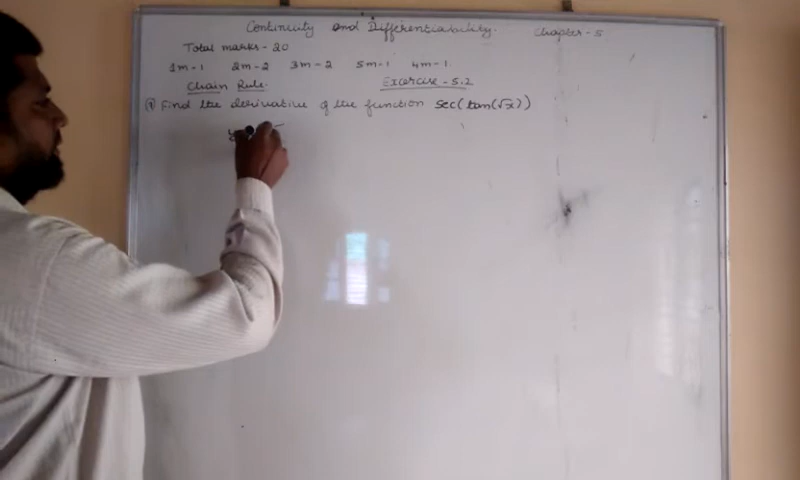 Continuity and Differentiability. Chapter-5
Total marks - 20
1m-1 2m-2 3m-2 5m-1 4m-1
Chain Rule. Exercise-5.2
① Find the derivative of the function sec(tan(√x))
y